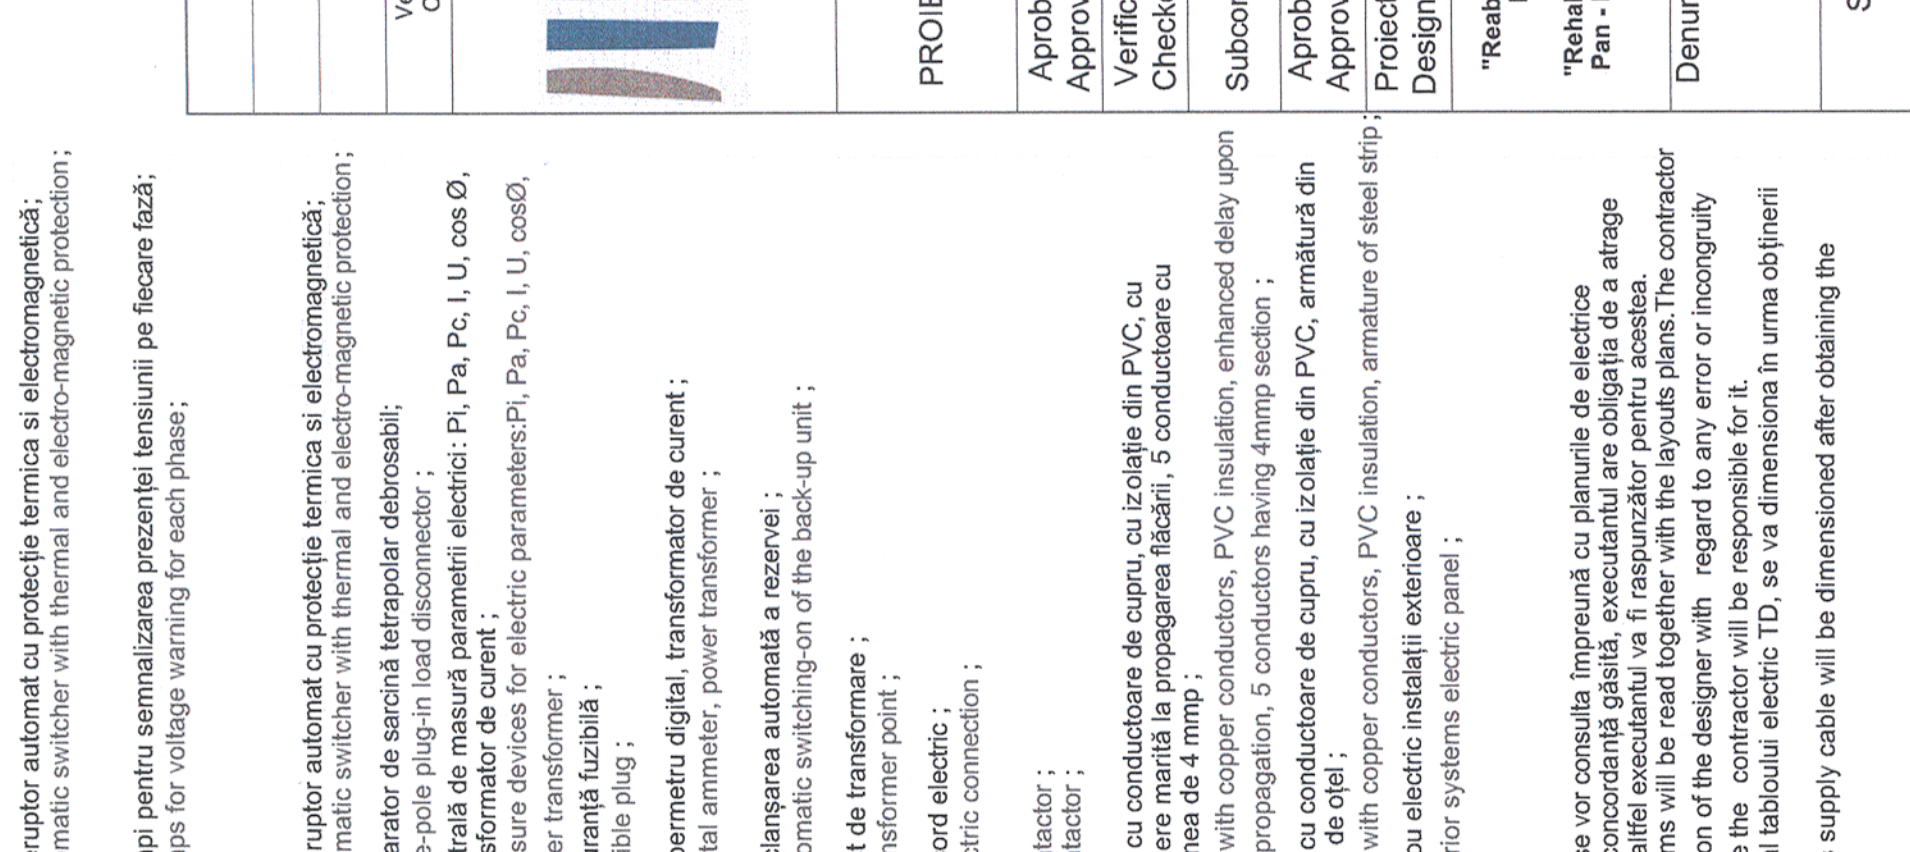 ruptor automat cu protecție termica si electromagnetică;
matic switcher with thermal and electro-magnetic protection;
pi pentru semnalizarea prezenței tensiunii pe fiecare fază;
ps for voltage warning for each phase;
ruptor automat cu protecție termica si electromagnetică;
matic switcher with thermal and electro-magnetic protection;
arator de sarcină tetrapolar debrosabil;
e-pole plug-in load disconnector ;
trală de masură parametrii electrici : Pi, Pa, Pc, I, U, cos Ø,
sformator de curent ;
sure devices for electric parameters:Pi, Pa, Pc, I, U, cosØ,
er transformer ;
uranță fuzibilă ;
ible plug ;
permetru digital, transformator de curent ;
tal ammeter, power transformer ;
clanșarea automată a rezervei ;
omatic switching-on of the back-up unit ;
t de transformare ;
nsformer point ;
ord electric ;
ctric connection ;
tactor ;
tactor ;
cu conductoare de cupru, cu izolație din PVC, cu
ere marită la propagarea flăcării, 5 conductoare cu
nea de 4 mmp ;
with copper conductors, PVC insulation, enhanced delay upon
propagation, 5 conductors having 4mmp section ;
cu conductoare de cupru, cu izolație din PVC, armătură din
de oțel ;
with copper conductors, PVC insulation, armature of steel strip;
ou electric instalații exterioare ;
rior systems electric panel ;
se vor consulta împreună cu planurile de electrice
concordanță găsită, executantul are obligația de a atrage
altfel executantul va fi raspunzător pentru acestea.
ms will be read together with the layouts plans.The contractor
on of the designer with regard to any error or incongruity
e the contractor will be responsible for it.
l tabloului electric TD, se va dimensiona în urma obținerii
supply cable will be dimensioned after obtaining the
PROIE
Aprob
Approv
Verific
Checke
Subcon
Aprob
Approv
Proiect
Design
"Reab
"Rehal
Pan -
Denur